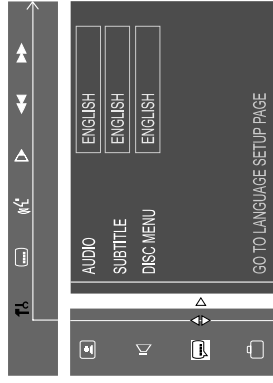 AUDIO ENGLISH
SUBTITLE ENGLISH
DISC MENU ENGLISH
GO TO LANGUAGE SETUP PAGE